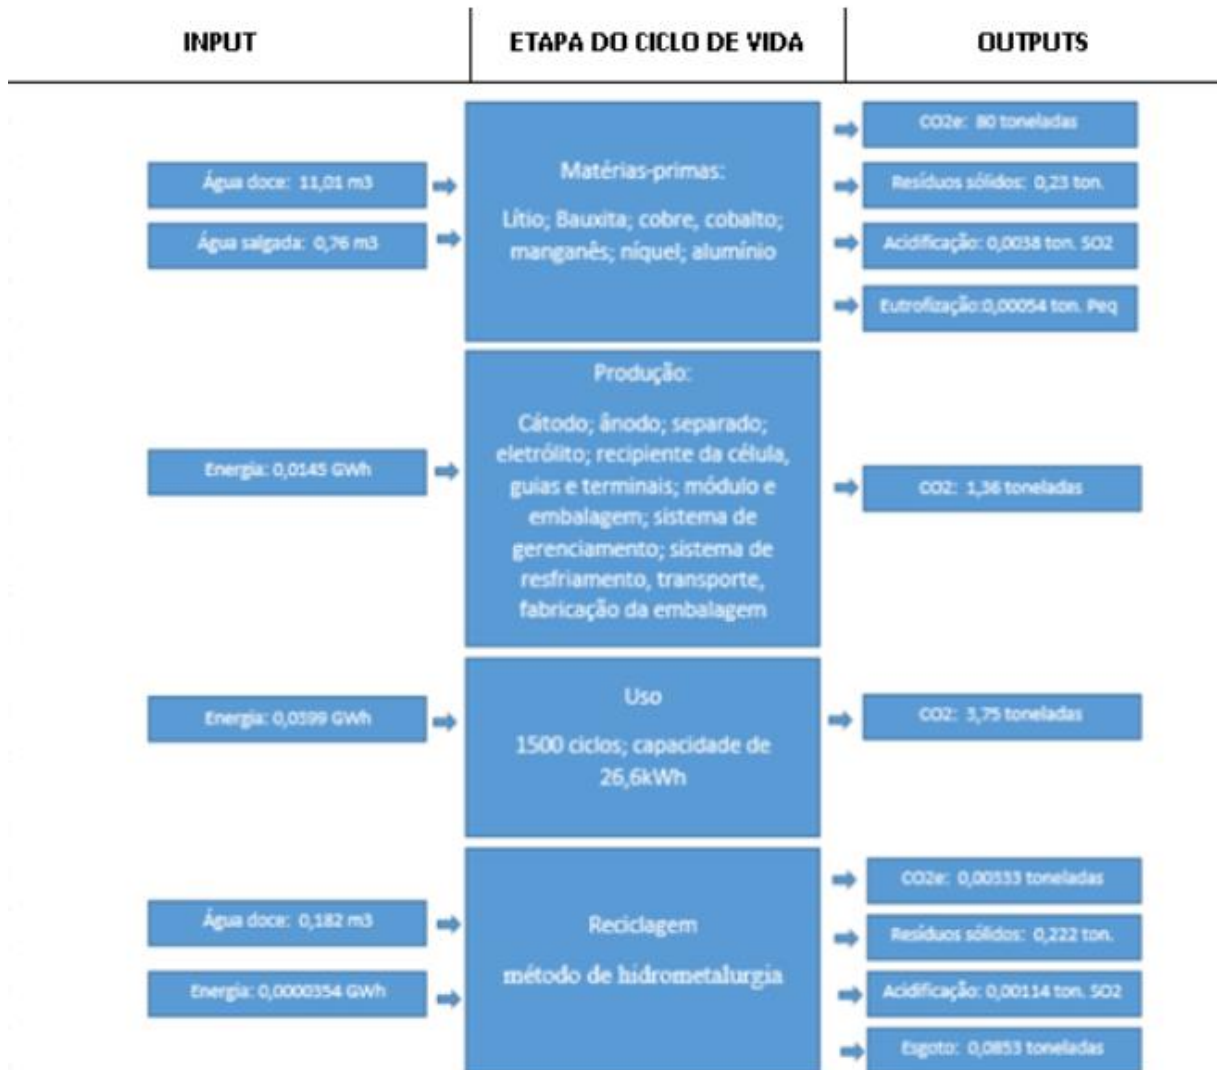 INPUT
ETAPA DO CICLO DE VIDA
OUTPUTS
Água doce: 11,01 m3
Água salgada: 0,76 m3
Matérias-primas:
Lítio; Bauxita; cobre, cobalto;
manganês; níquel; alumínio
CO2e: 80 toneladas
Resíduos sólidos: 0,23 ton.
Acidificação: 0,0038 ton. SO2
Eutrofização:0,00054 ton. Peq
Energia: 0,0145 GWh
Produção:
Cátodo; ânodo; separado;
eletrólito; recipiente da célula,
guias e terminais; módulo e
embalagem; sistema de
gerenciamento; sistema de
resfriamento, transporte,
fabricação da embalagem
CO2: 1,36 toneladas
Energia: 0,0399 GWh
Uso
1500 ciclos; capacidade de
26,6kWh
CO2: 3,75 toneladas
Água doce: 0,182 m3
Energia: 0,0000354 GWh
Reciclagem
método de hidrometalurgia
CO2e: 0,00333 toneladas
Resíduos sólidos: 0,222 ton.
Acidificação: 0,00114 ton. SO2
Esgoto: 0,0853 toneladas